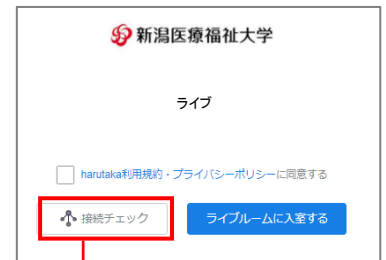 新潟医療福祉大学
ライブ
harutaka利用規約・プライバシーポリシーに同意する
接続チェック
ライブルームに入室する